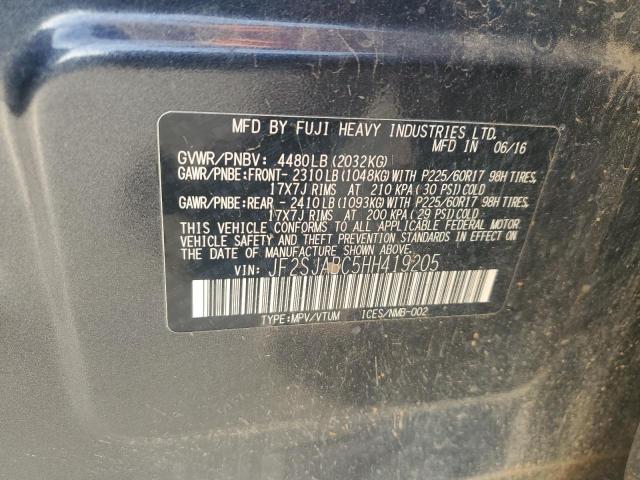 MFD BY FUJI HEAVY INDUSTRIES LTD.
MFD IN 06/16
GVWR/PNBV: 4480LB(2032KG)
GAWR/PNBE:FRONT- 2310LB(1048KG)WITH P225/60R17 98H TIRES,
17X7J RIMS AT 210 KPA(30 PSI)COLD
GAWR/PNBE:REAR - 2410LB(1093KG)WITH P225/60R17 98H TIRES,
17X7J RIMS AT 200 KPA(29 PSI)COLD
THIS VEHICLE CONFORMS TO ALL APPLICABLE FEDERAL MOTOR
VEHICLE SAFETY AND THEFT PREVENTION STANDARDS IN EFFECT ON
THE DATE OF MANUFACTURE SHOWN ABOVE.
VIN:
TYPE:MPV/VTUM ICES/NMB-002